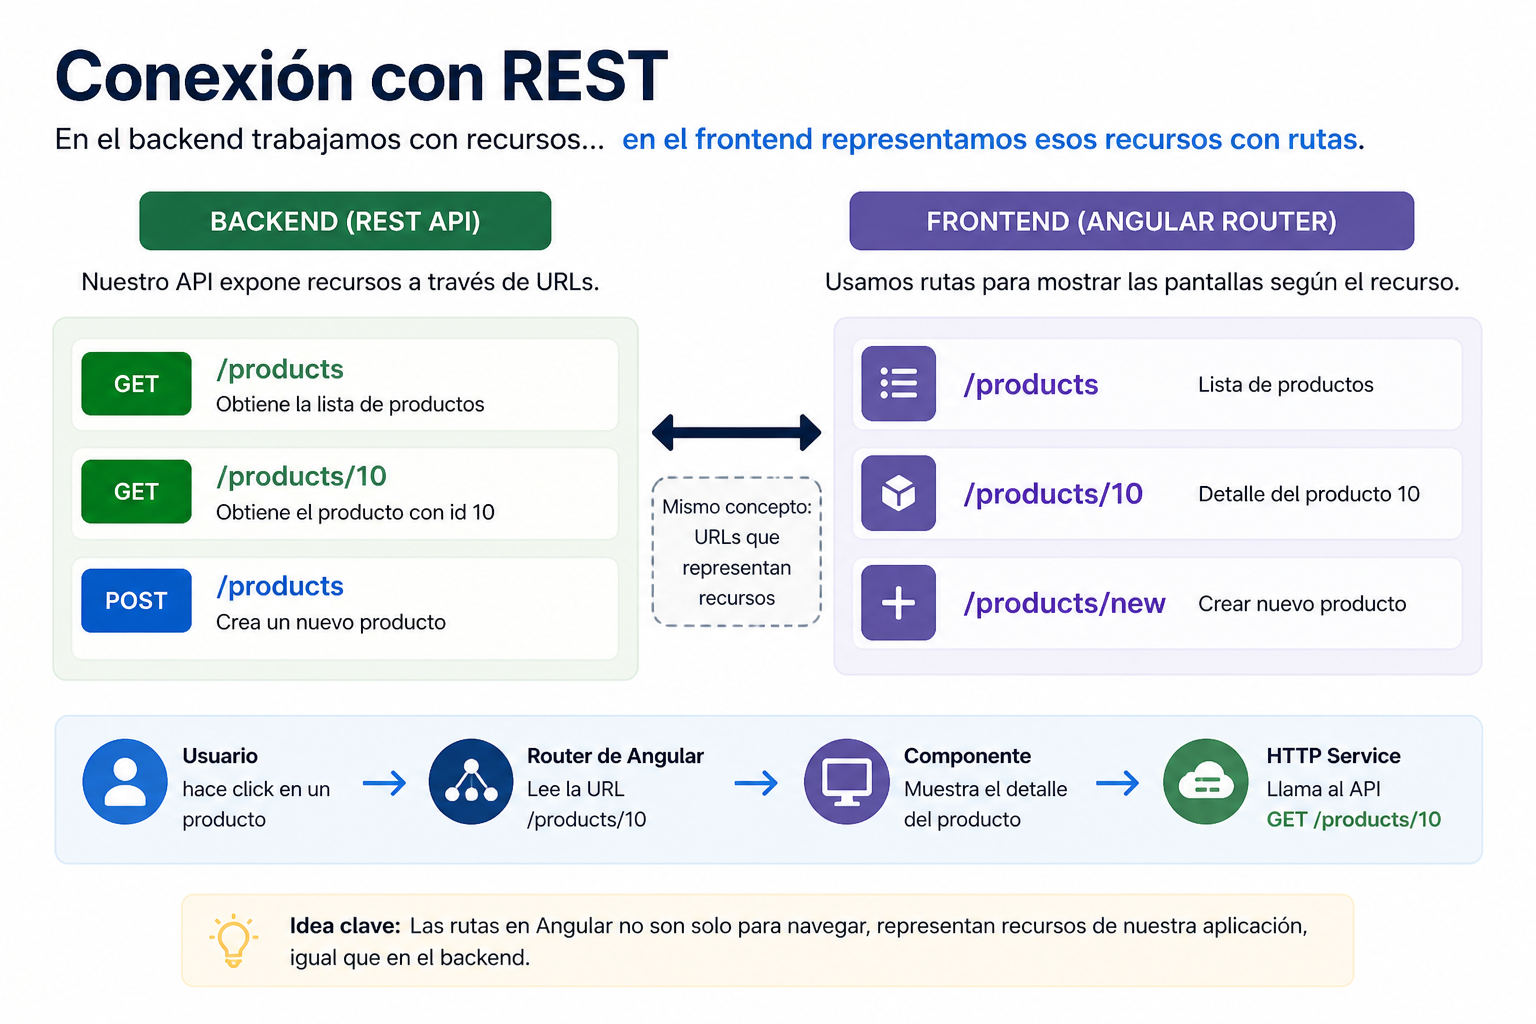 Conexión con REST
En el backend trabajamos con recursos... en el frontend representamos esos recursos con rutas.
BACKEND (REST API)
Nuestro API expone recursos a través de URLs.
GET
/products
Obtiene la lista de productos
GET
/products/10
Obtiene el producto con id 10
POST
/products
Crea un nuevo producto
Mismo concepto:
URLs que
representan
recursos
FRONTEND (ANGULAR ROUTER)
Usamos rutas para mostrar las pantallas según el recurso.
/products Lista de productos
/products/10 Detalle del producto 10
/products/new Crear nuevo producto
Usuario
hace click en un
producto
Router de Angular
Lee la URL
/products/10
Componente
Muestra el detalle
del producto
HTTP Service
Llama al API
GET /products/10
Idea clave: Las rutas en Angular no son solo para navegar, representan recursos de nuestra aplicación,
igual que en el backend.